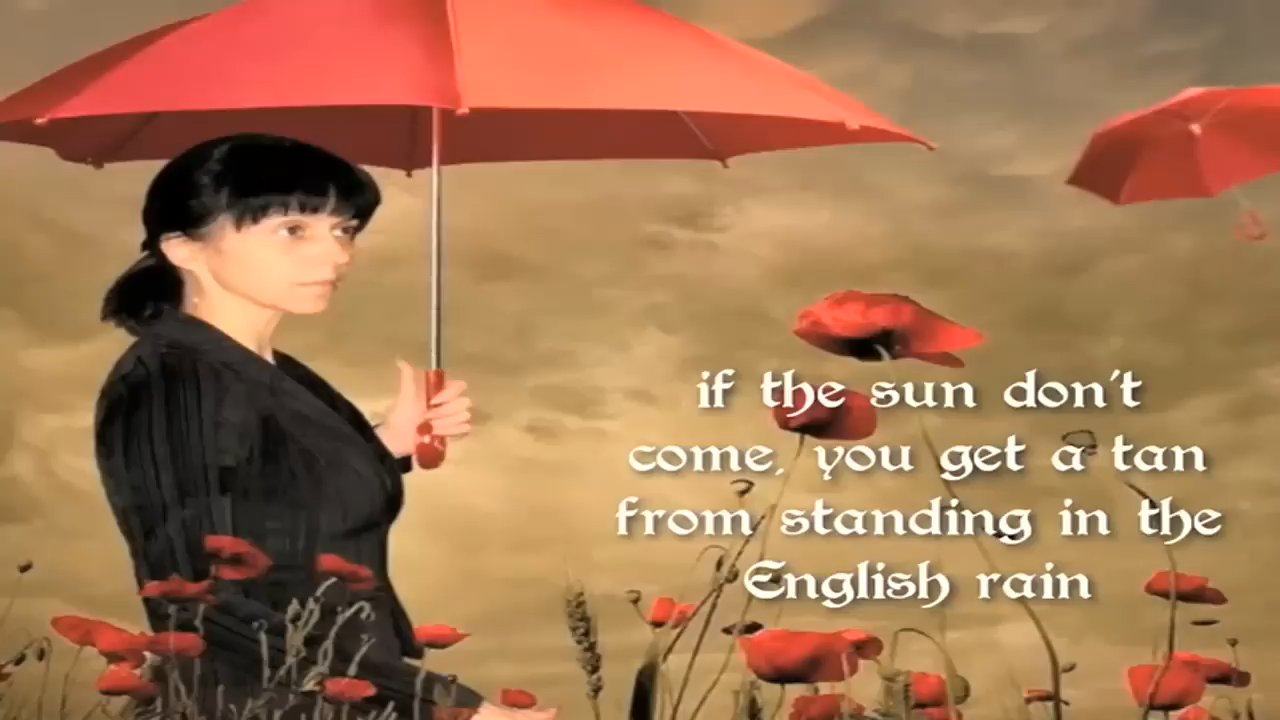 if the sun don't
come, you get a tan
from standing in the
English rain